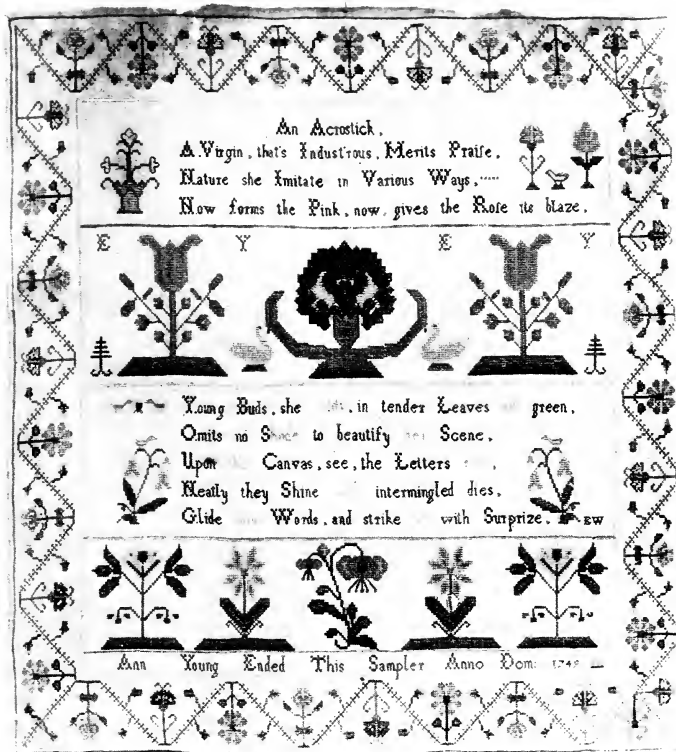 An Acrostick,
A Virgin, that's Industrous, Merits Praiſe,
Nature she Imitate in Various Ways,
Now forms the Pink, now, gives the Roſe its blaze,
E Y E Y
Young Buds, she in tender Leaves green,
Omits no Shade to beautify Scene,
Upon Canvas, see, the Letters
Neatly they Shine intermingled dies,
Glide Words, and strike with Surprize. EW
Ann Young Ended This Sampler Anno Dom: